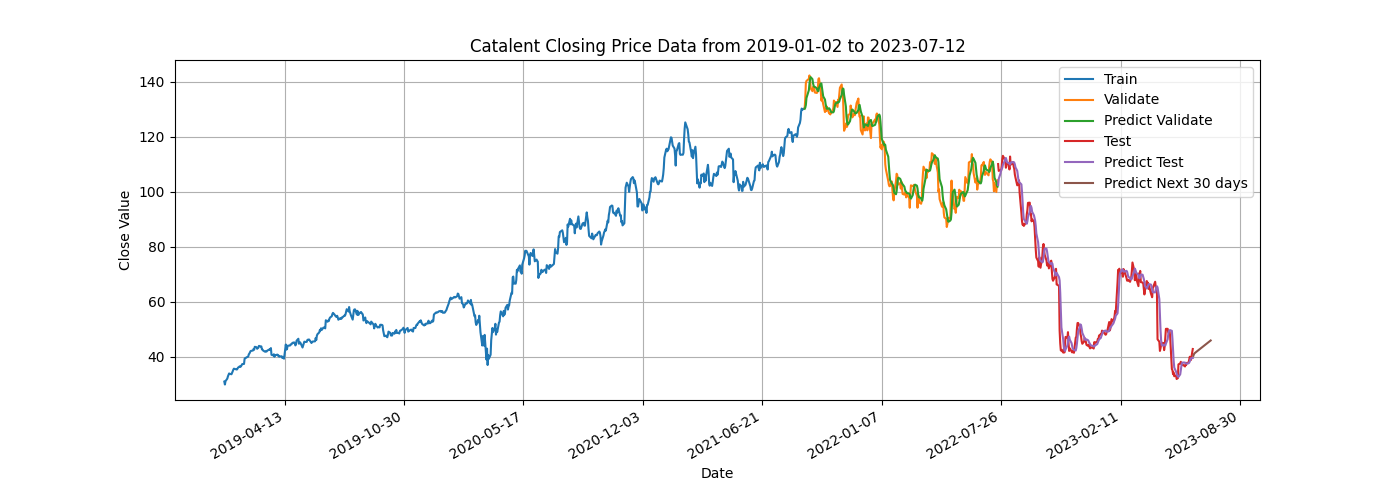 Catalent Closing Price Data from 2019-01-02 to 2023-07-12
Train
Validate
Predict Validate
Test
Predict Test
Predict Next 30 days
Close Value
140
120
100
80
60
40
2019-04-13
2019-10-30
2020-05-17
2020-12-03
2021-06-21
2022-01-07
2022-07-26
2023-02-11
2023-08-30
Date